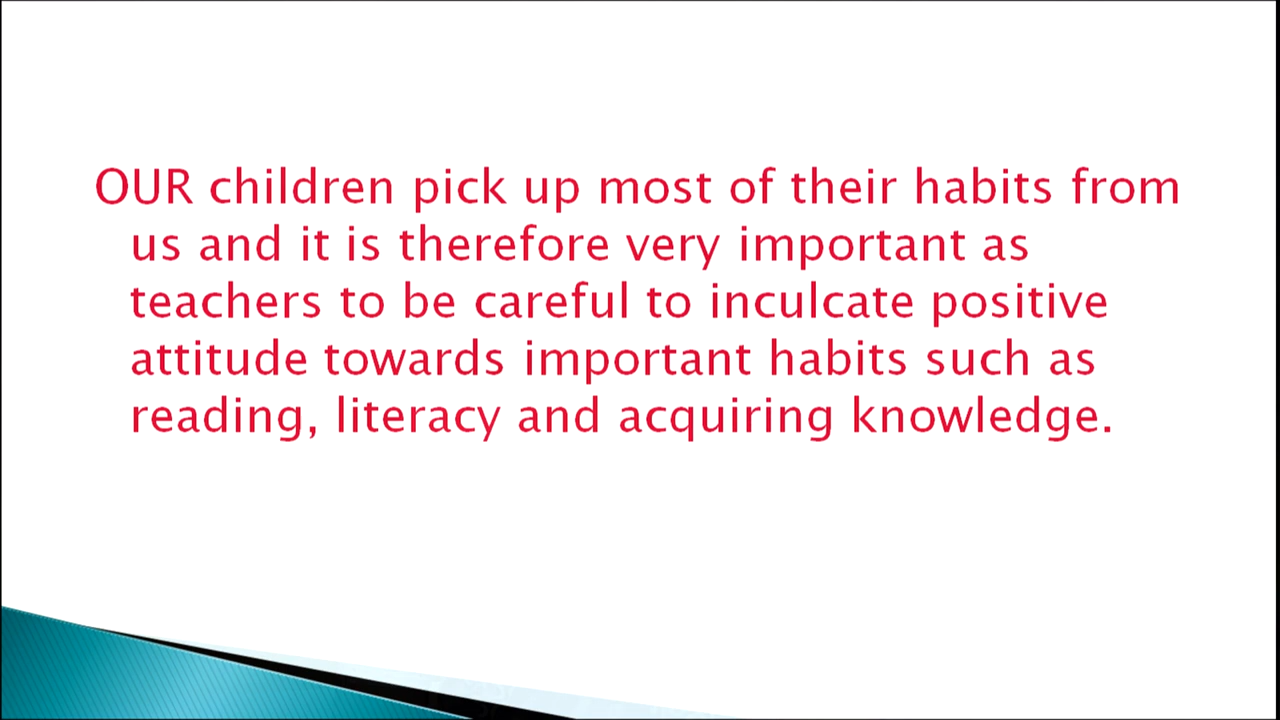 OUR children pick up most of their habits from
us and it is therefore very important as
teachers to be careful to inculcate positive
attitude towards important habits such as
reading, literacy and acquiring knowledge.